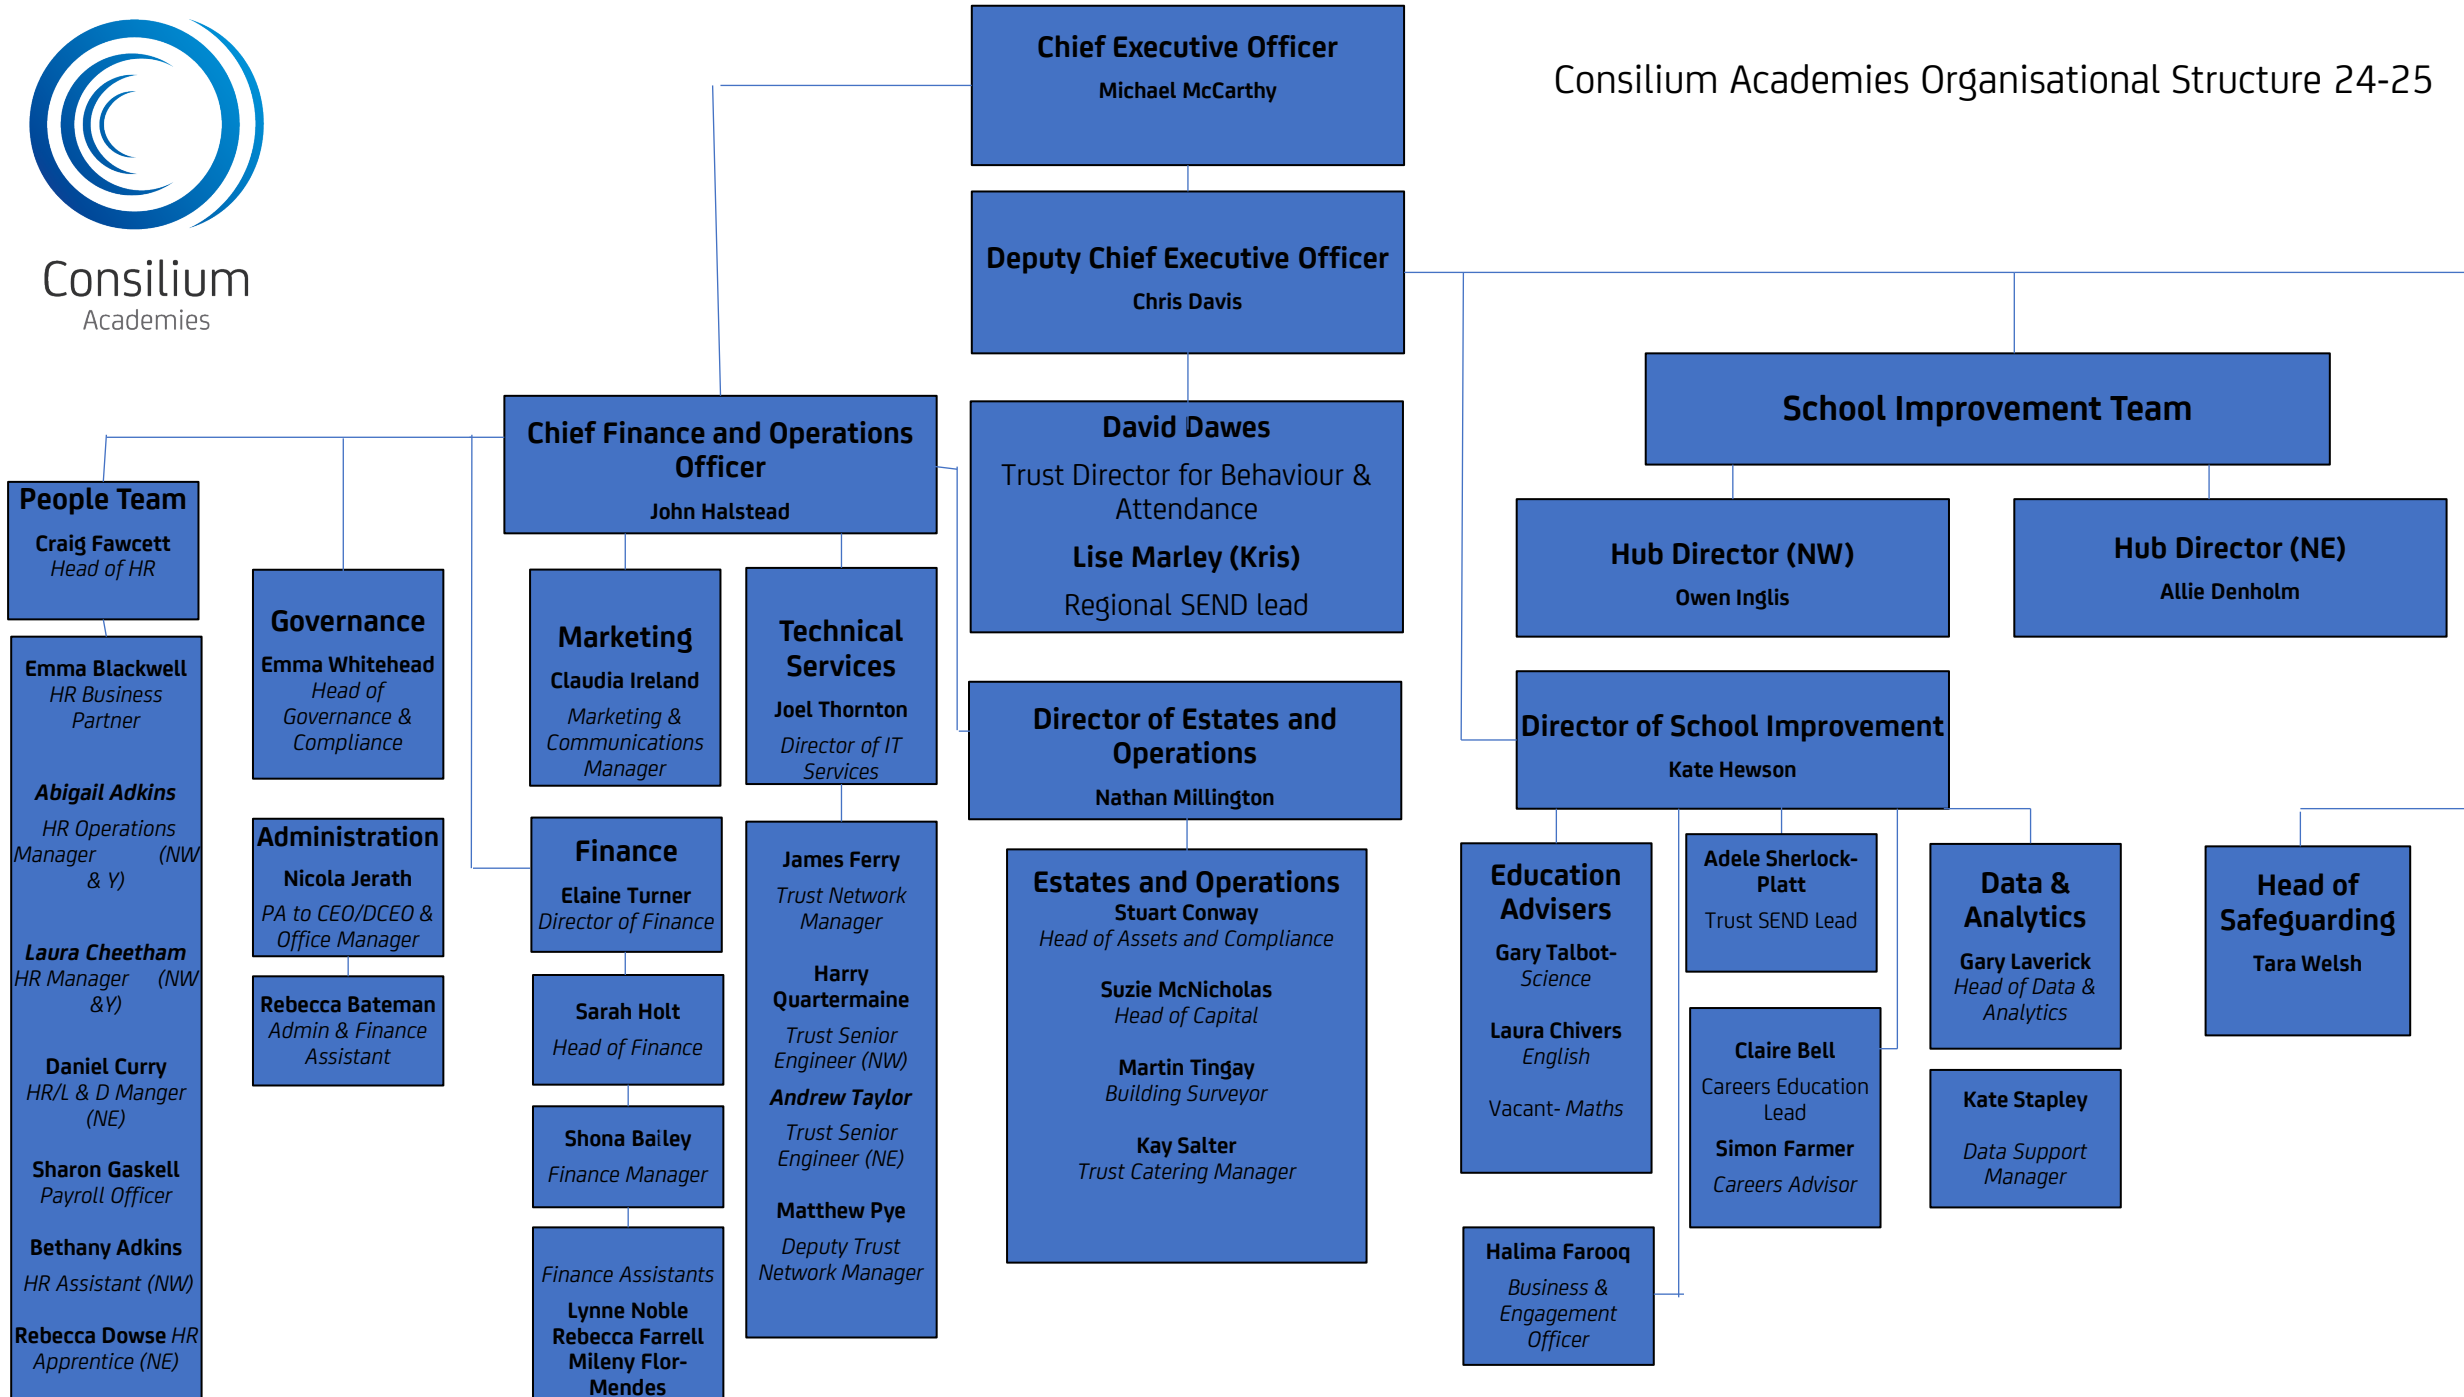 Consilium
Academies
Consilium Academies Organisational Structure 24-25
Chief Executive Officer
Michael McCarthy
Deputy Chief Executive Officer
Chris Davis
David Dawes
Trust Director for Behaviour &
Attendance
Lise Marley (Kris)
Regional SEND lead
Chief Finance and Operations
Officer
John Halstead
People Team
Craig Fawcett
Head of HR
Emma Blackwell
HR Business
Partner
Abigail Adkins
HR Operations
Manager (NW
& Y)
Laura Cheetham
HR Manager (NW
&Y)
Daniel Curry
HR/L & D Manger
(NE)
Sharon Gaskell
Payroll Officer
Bethany Adkins
HR Assistant (NW)
Rebecca Dowse HR
Apprentice (NE)
Governance
Emma Whitehead
Head of
Governance &
Compliance
Administration
Nicola Jerath
PA to CEO/DCEO &
Office Manager
Rebecca Bateman
Admin & Finance
Assistant
Marketing
Claudia Ireland
Marketing &
Communications
Manager
Finance
Elaine Turner
Director of Finance
Sarah Holt
Head of Finance
Shona Bailey
Finance Manager
Finance Assistants
Lynne Noble
Rebecca Farrell
Mileny Flor-
Mendes
Technical
Services
Joel Thornton
Director of IT
Services
James Ferry
Trust Network
Manager
Harry
Quartermaine
Trust Senior
Engineer (NW)
Andrew Taylor
Trust Senior
Engineer (NE)
Matthew Pye
Deputy Trust
Network Manager
Director of Estates and
Operations
Nathan Millington
Estates and Operations
Stuart Conway
Head of Assets and Compliance
Suzie McNicholas
Head of Capital
Martin Tingay
Building Surveyor
Kay Salter
Trust Catering Manager
School Improvement Team
Hub Director (NW)
Owen Inglis
Hub Director (NE)
Allie Denholm
Director of School Improvement
Kate Hewson
Education
Advisers
Gary Talbot-
Science
Laura Chivers
English
Vacant- Maths
Halima Farooq
Business &
Engagement
Officer
Adele Sherlock-
Platt
Trust SEND Lead
Claire Bell
Careers Education
Lead
Simon Farmer
Careers Advisor
Data &
Analytics
Gary Laverick
Head of Data &
Analytics
Kate Stapley
Data Support
Manager
Head of
Safeguarding
Tara Welsh